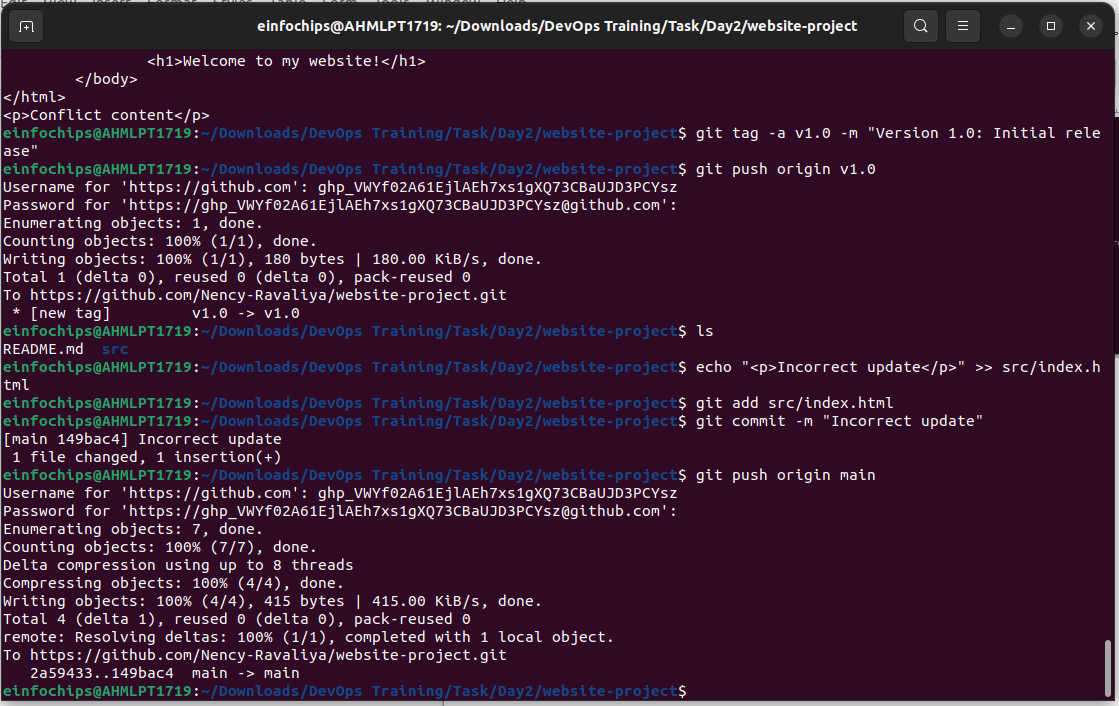 einfochips@AHMLPT1719: ~/Downloads/DevOps Training/Task/Day2/website-project
<h1>Welcome to my website!</h1>
</body>
</html>
<p>Conflict content</p>
einfochips@AHMLPT1719:~/Downloads/DevOps Training/Task/Day2/website-project$ git tag -a v1.0 -m "Version 1.0: Initial rele
ase"
einfochips@AHMLPT1719:~/Downloads/DevOps Training/Task/Day2/website-project$ git push origin v1.0
Username for 'https://github.com': [access token redacted]
Password for 'https://[access token redacted]@github.com':
Enumerating objects: 1, done.
Counting objects: 100% (1/1), done.
Writing objects: 100% (1/1), 180 bytes | 180.00 KiB/s, done.
Total 1 (delta 0), reused 0 (delta 0), pack-reused 0
To https://github.com/Nency-Ravaliya/website-project.git
 * [new tag]         v1.0 -> v1.0
einfochips@AHMLPT1719:~/Downloads/DevOps Training/Task/Day2/website-project$ ls
README.md  src
einfochips@AHMLPT1719:~/Downloads/DevOps Training/Task/Day2/website-project$ echo "<p>Incorrect update</p>" >> src/index.h
tml
einfochips@AHMLPT1719:~/Downloads/DevOps Training/Task/Day2/website-project$ git add src/index.html
einfochips@AHMLPT1719:~/Downloads/DevOps Training/Task/Day2/website-project$ git commit -m "Incorrect update"
[main 149bac4] Incorrect update
 1 file changed, 1 insertion(+)
einfochips@AHMLPT1719:~/Downloads/DevOps Training/Task/Day2/website-project$ git push origin main
Username for 'https://github.com': [access token redacted]
Password for 'https://[access token redacted]@github.com':
Enumerating objects: 7, done.
Counting objects: 100% (7/7), done.
Delta compression using up to 8 threads
Compressing objects: 100% (4/4), done.
Writing objects: 100% (4/4), 415 bytes | 415.00 KiB/s, done.
Total 4 (delta 1), reused 0 (delta 0), pack-reused 0
remote: Resolving deltas: 100% (1/1), completed with 1 local object.
To https://github.com/Nency-Ravaliya/website-project.git
   2a59433..149bac4  main -> main
einfochips@AHMLPT1719:~/Downloads/DevOps Training/Task/Day2/website-project$